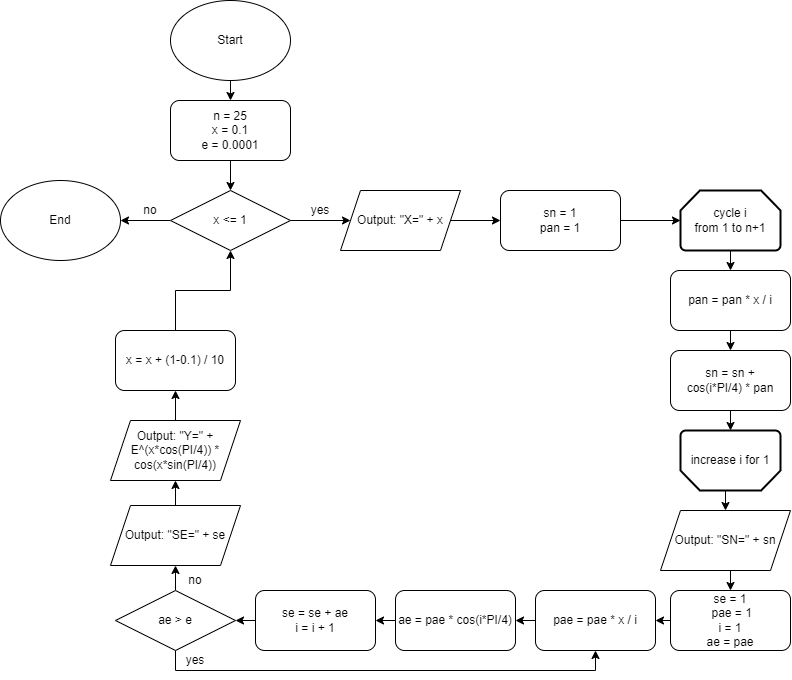 Start
n = 25
x = 0.1
e = 0.0001
x <= 1
no
End
yes
Output: "X=" + x
sn = 1
pan = 1
cycle i
from 1 to n+1
pan = pan * x / i
sn = sn +
cos(i*PI/4) * pan
increase i for 1
Output: "SN=" + sn
se = 1
pae = 1
i = 1
ae = pae
pae = pae * x / i
ae = pae * cos(i*PI/4)
se = se + ae
i = i + 1
ae > e
yes
no
Output: "SE=" + se
Output: "Y=" +
E^(x*cos(PI/4)) *
cos(x*sin(PI/4))
x = x + (1-0.1) / 10